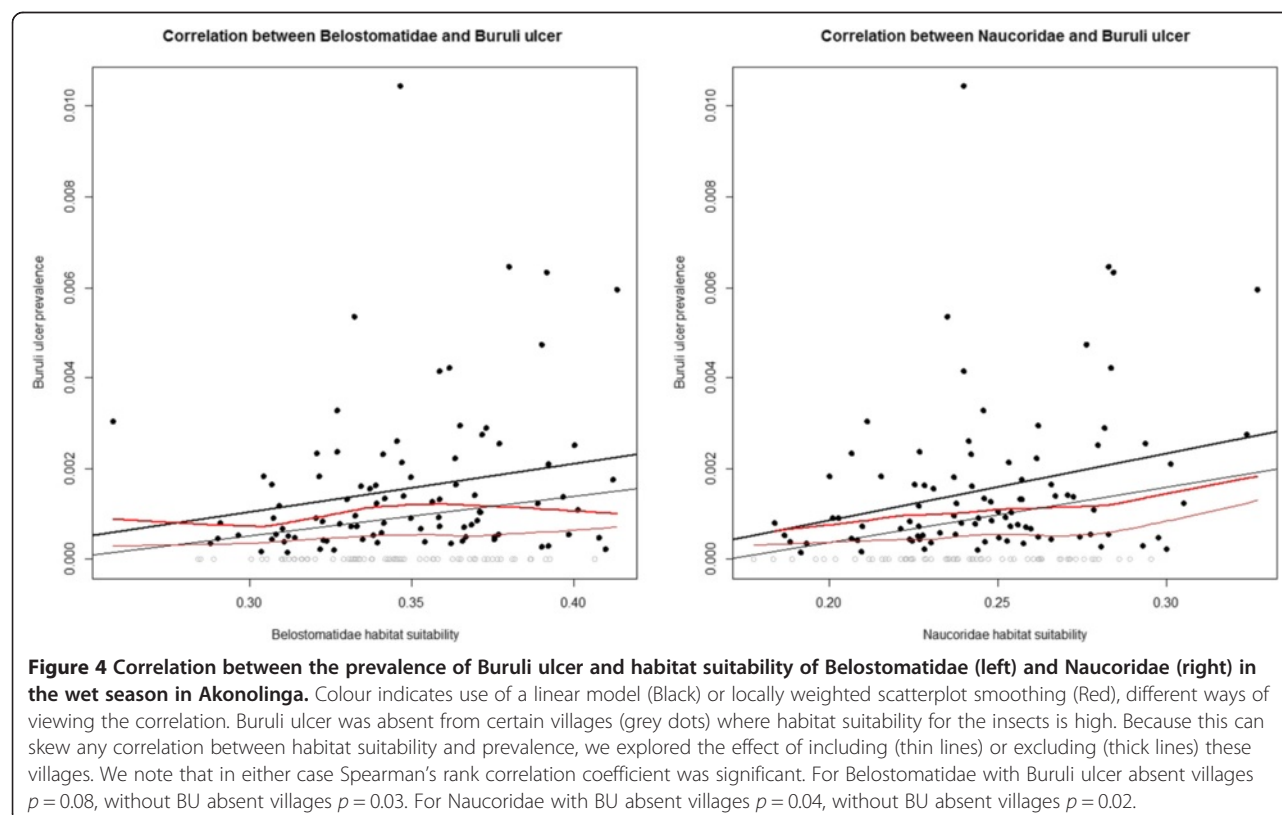 Correlation between Belostomatidae and Buruli ulcer
Buruli ulcer prevalence
0.010
0.008
0.006
0.004
0.002
0.000
0.30
0.35
0.40
Belostomatidae habitat suitability
Correlation between Naucoridae and Buruli ulcer
Buruli ulcer prevalence
0.010
0.008
0.006
0.004
0.002
0.000
0.20
0.25
0.30
Naucoridae habitat suitability
Figure 4 Correlation between the prevalence of Buruli ulcer and habitat suitability of Belostomatidae (left) and Naucoridae (right) in
the wet season in Akonolinga. Colour indicates use of a linear model (Black) or locally weighted scatterplot smoothing (Red), different ways of
viewing the correlation. Buruli ulcer was absent from certain villages (grey dots) where habitat suitability for the insects is high. Because this can
skew any correlation between habitat suitability and prevalence, we explored the effect of including (thin lines) or excluding (thick lines) these
villages. We note that in either case Spearman's rank correlation coefficient was significant. For Belostomatidae with Buruli ulcer absent villages
p = 0.08, without BU absent villages p = 0.03. For Naucoridae with BU absent villages p = 0.04, without BU absent villages p = 0.02.